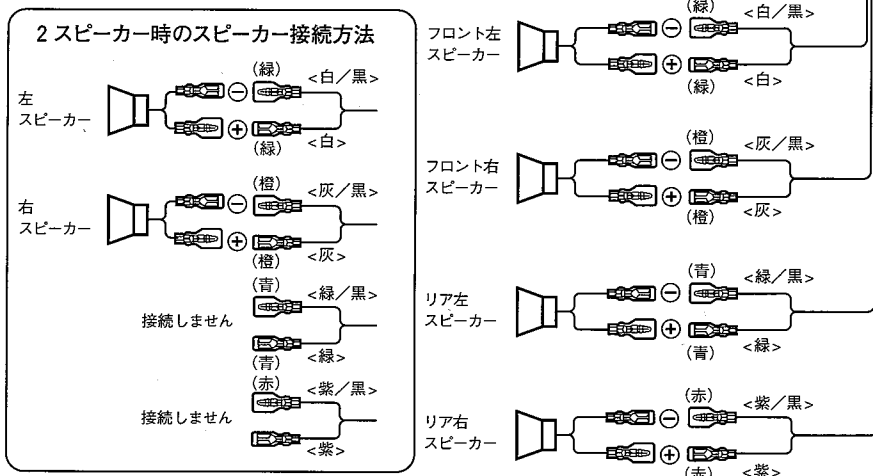 2スピーカー時のスピーカー接続方法
左
スピーカー
(緑)
<白/黒>
⊖
⊕
(緑)
<白>
右
スピーカー
(橙)
<灰/黒>
⊖
⊕
(橙)
<灰>
接続しません
(青)
<緑/黒>
(青)
<緑>
接続しません
(赤)
<紫/黒>
<紫>
フロント左
スピーカー
(緑)
<白/黒>
⊖
⊕
(緑)
<白>
フロント右
スピーカー
(橙)
<灰/黒>
⊖
⊕
(橙)
<灰>
リア左
スピーカー
(青)
<緑/黒>
⊖
⊕
(青)
<緑>
リア右
スピーカー
(赤)
<紫/黒>
⊖
⊕
(赤)
<紫>